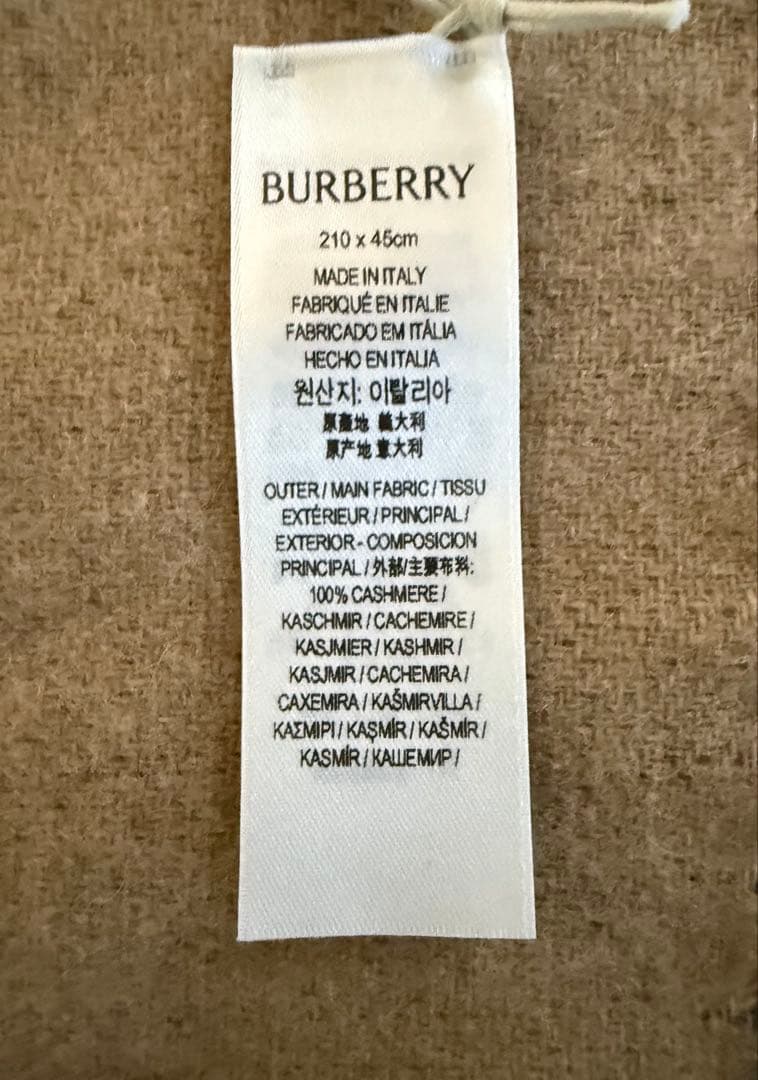 BURBERRY
210 x 45cm
MADE IN ITALY
FABRIQUÉ EN ITALIE
FABRICADO EM ITÁLIA
HECHO EN ITALIA
원산지: 이탈리아
原產地 義大利
原产地 意大利
OUTER / MAIN FABRIC / TISSU
EXTÉRIEUR / PRINCIPAL /
EXTERIOR - COMPOSICION
PRINCIPAL / 外部/主要布料:
100% CASHMERE /
KASCHMIR / CACHEMIRE /
KASJMIER / KASHMIR /
KASJMIR / CACHEMIRA /
CAXEMIRA / KAŠMIRVILLA /
ΚΑΣΜΙΡΙ / KAŞMİR / KAŠMÍR /
KASMÍR / КАШЕМИР /